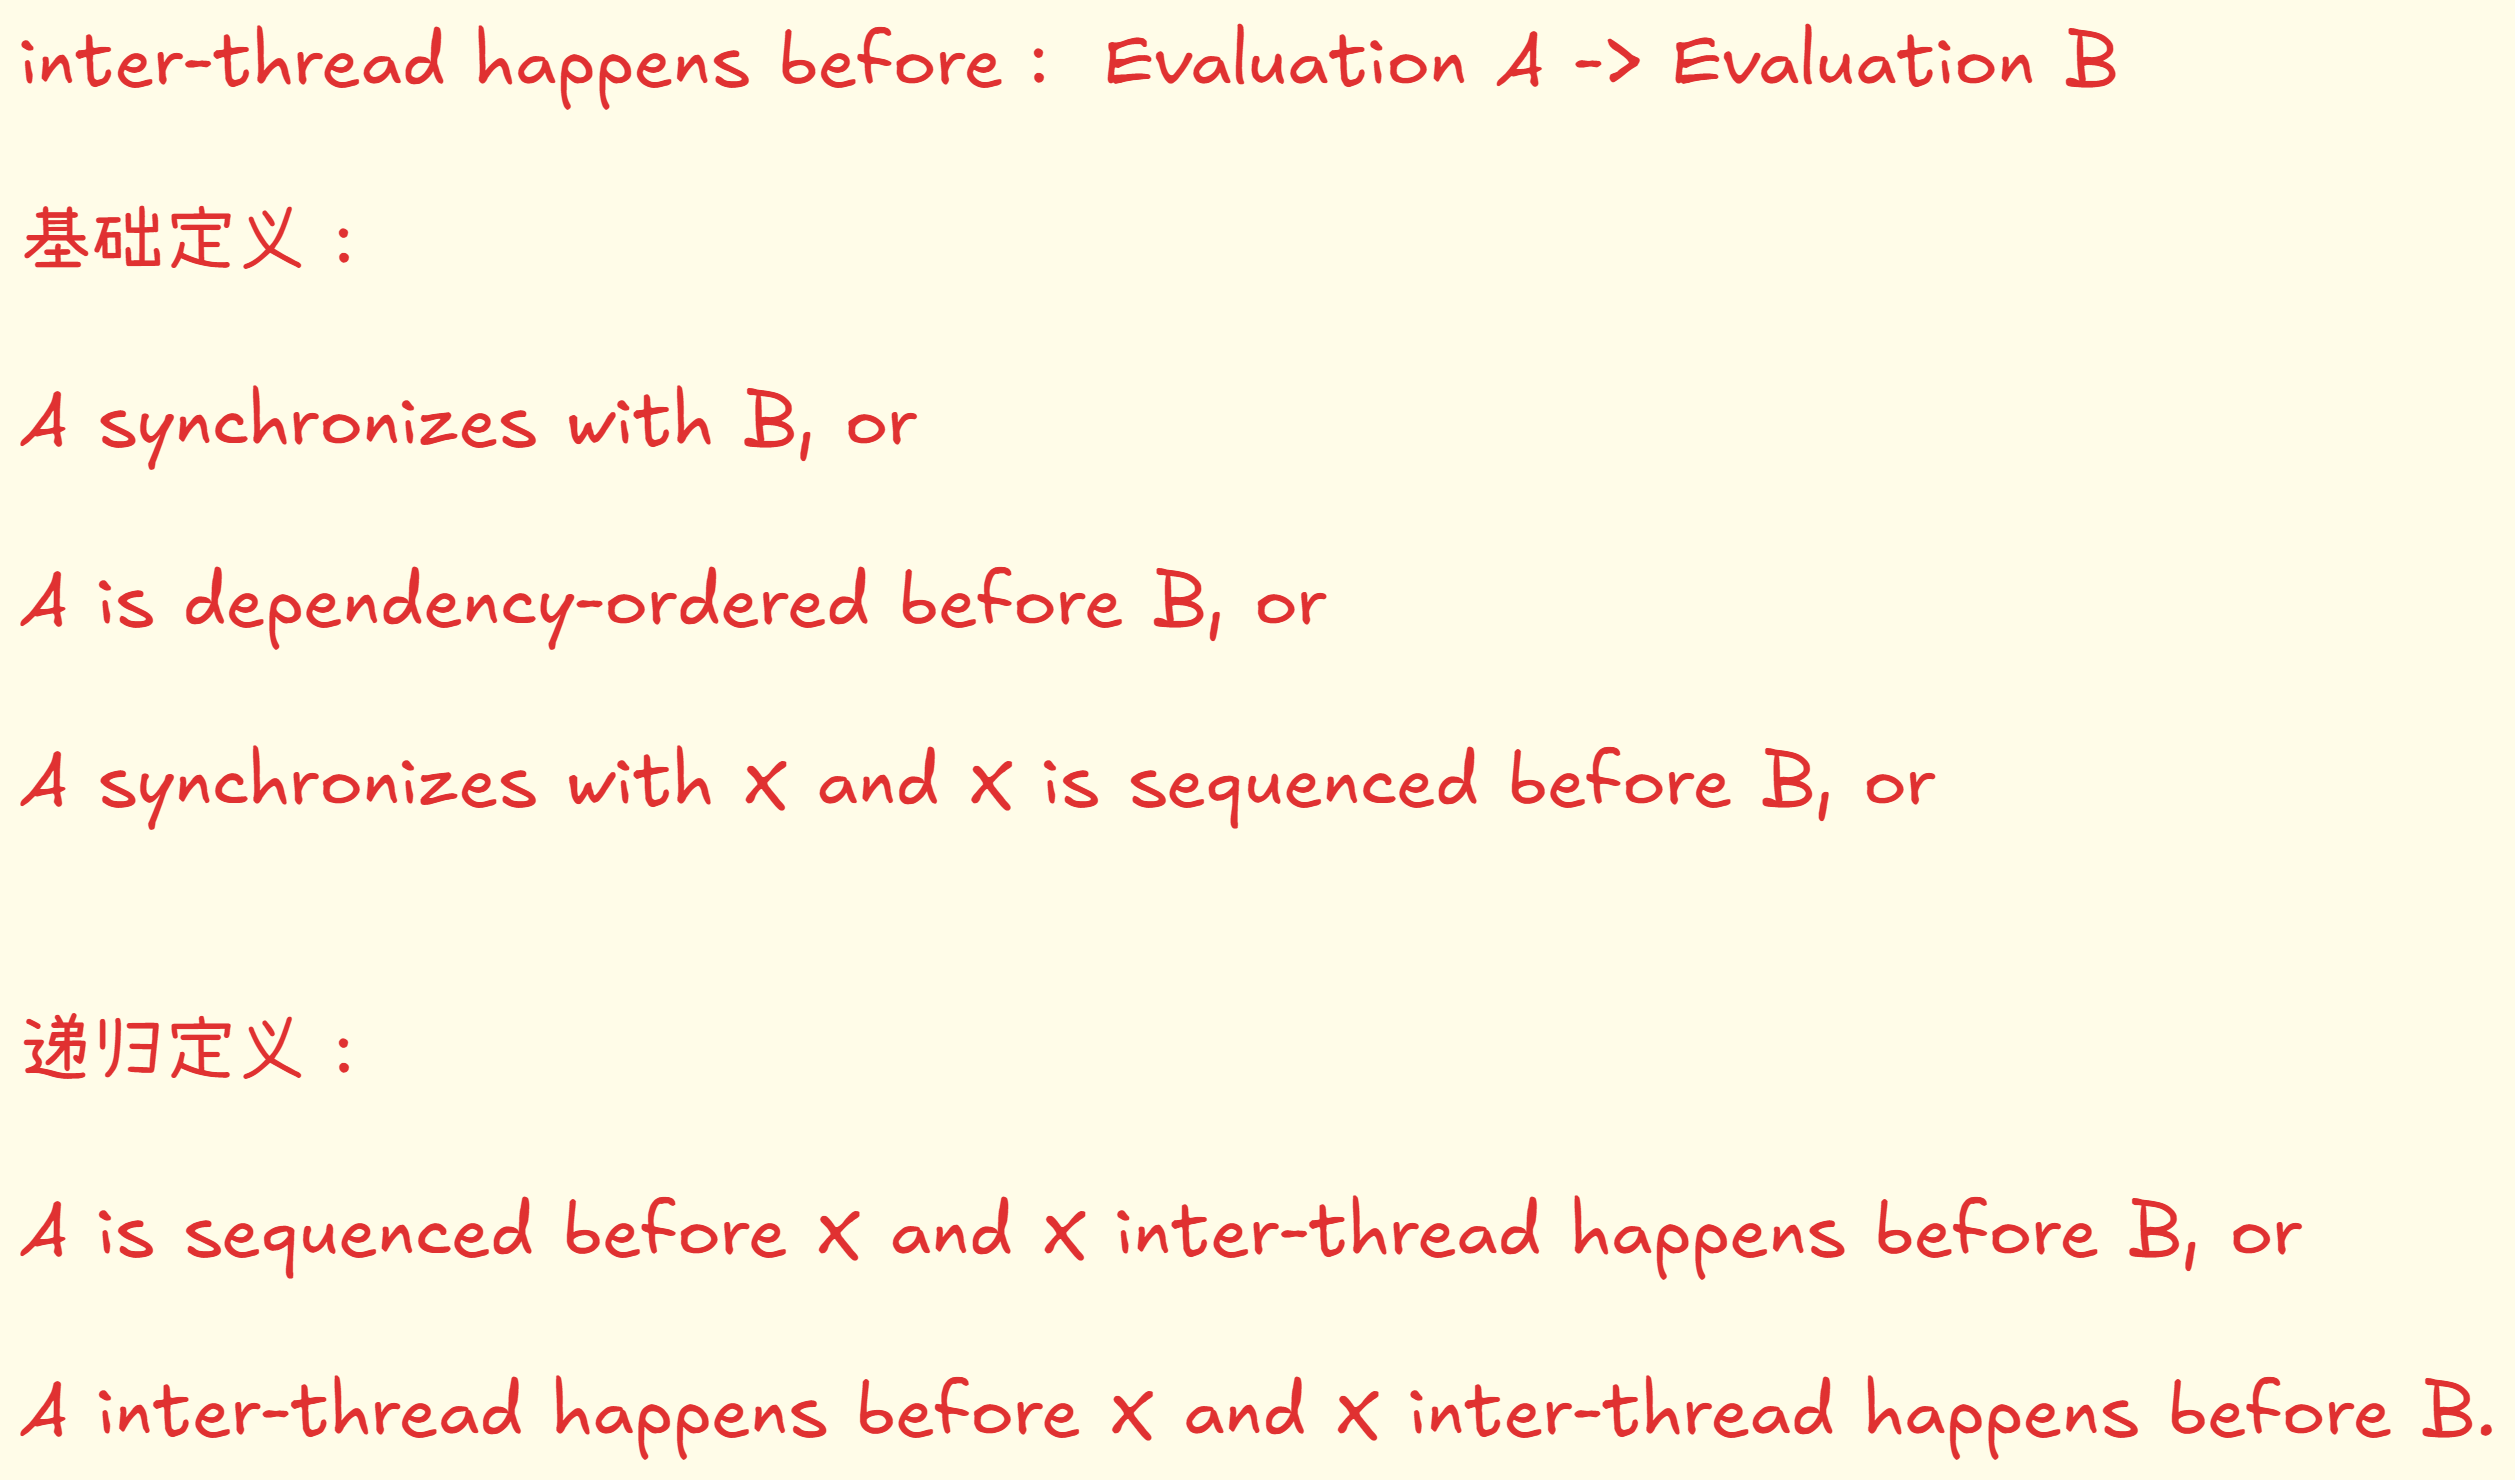 inter-thread happens before : Evaluation A -> Evaluation B
基础定义：
A synchronizes with B, or
A is dependency-ordered before B, or
A synchronizes with X and X is sequenced before B, or
递归定义：
A is sequenced before X and X inter-thread happens before B, or
A inter-thread happens before X and X inter-thread happens before B.